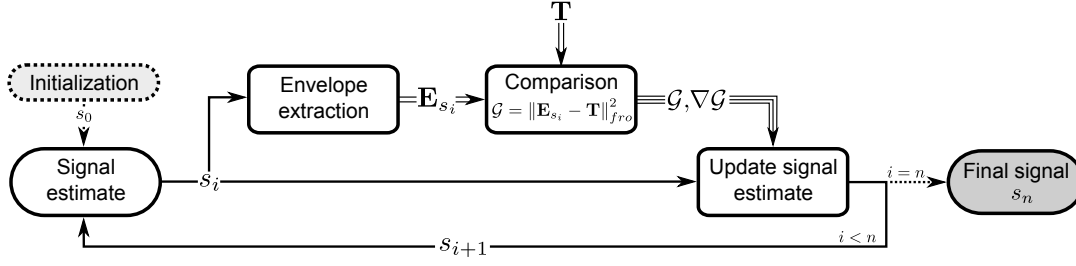 T
Initialization
s₀
Envelope
extraction
𝐄_{s_i}
Comparison
𝒢 = ‖𝐄_{s_i} − 𝐓‖²_{fro}
𝒢,∇𝒢
Signal
estimate
s_i
Update signal
estimate
i = n
Final signal
s_n
s_{i+1}
i < n